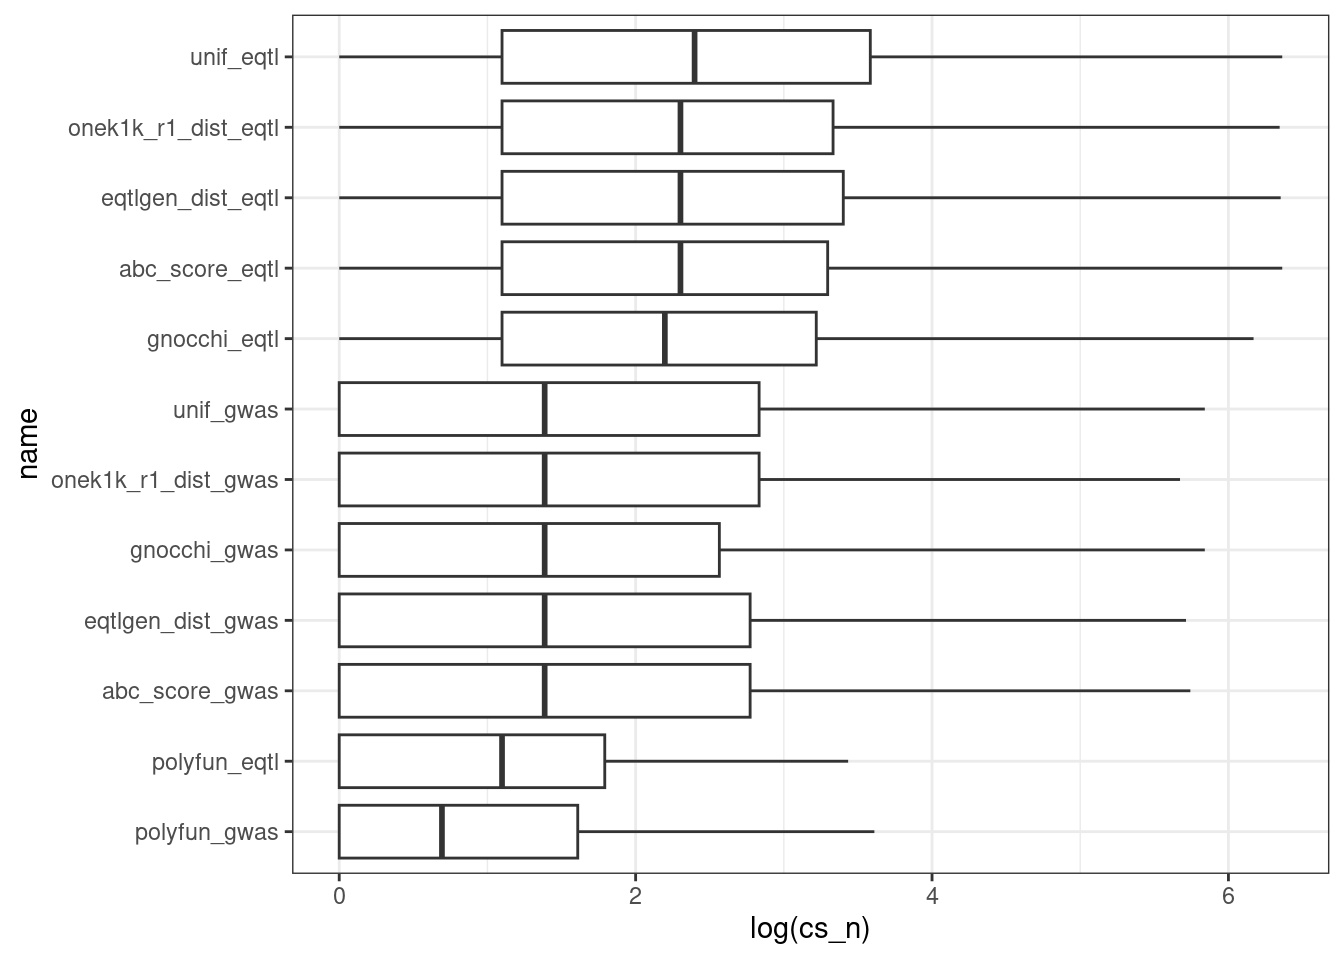 unif_eqtl
onek1k_r1_dist_eqtl
eqtlgen_dist_eqtl
abc_score_eqtl
gnocchi_eqtl
unif_gwas
onek1k_r1_dist_gwas
gnocchi_gwas
eqtlgen_dist_gwas
abc_score_gwas
polyfun_eqtl
polyfun_gwas
name
0 2 4 6
log(cs_n)